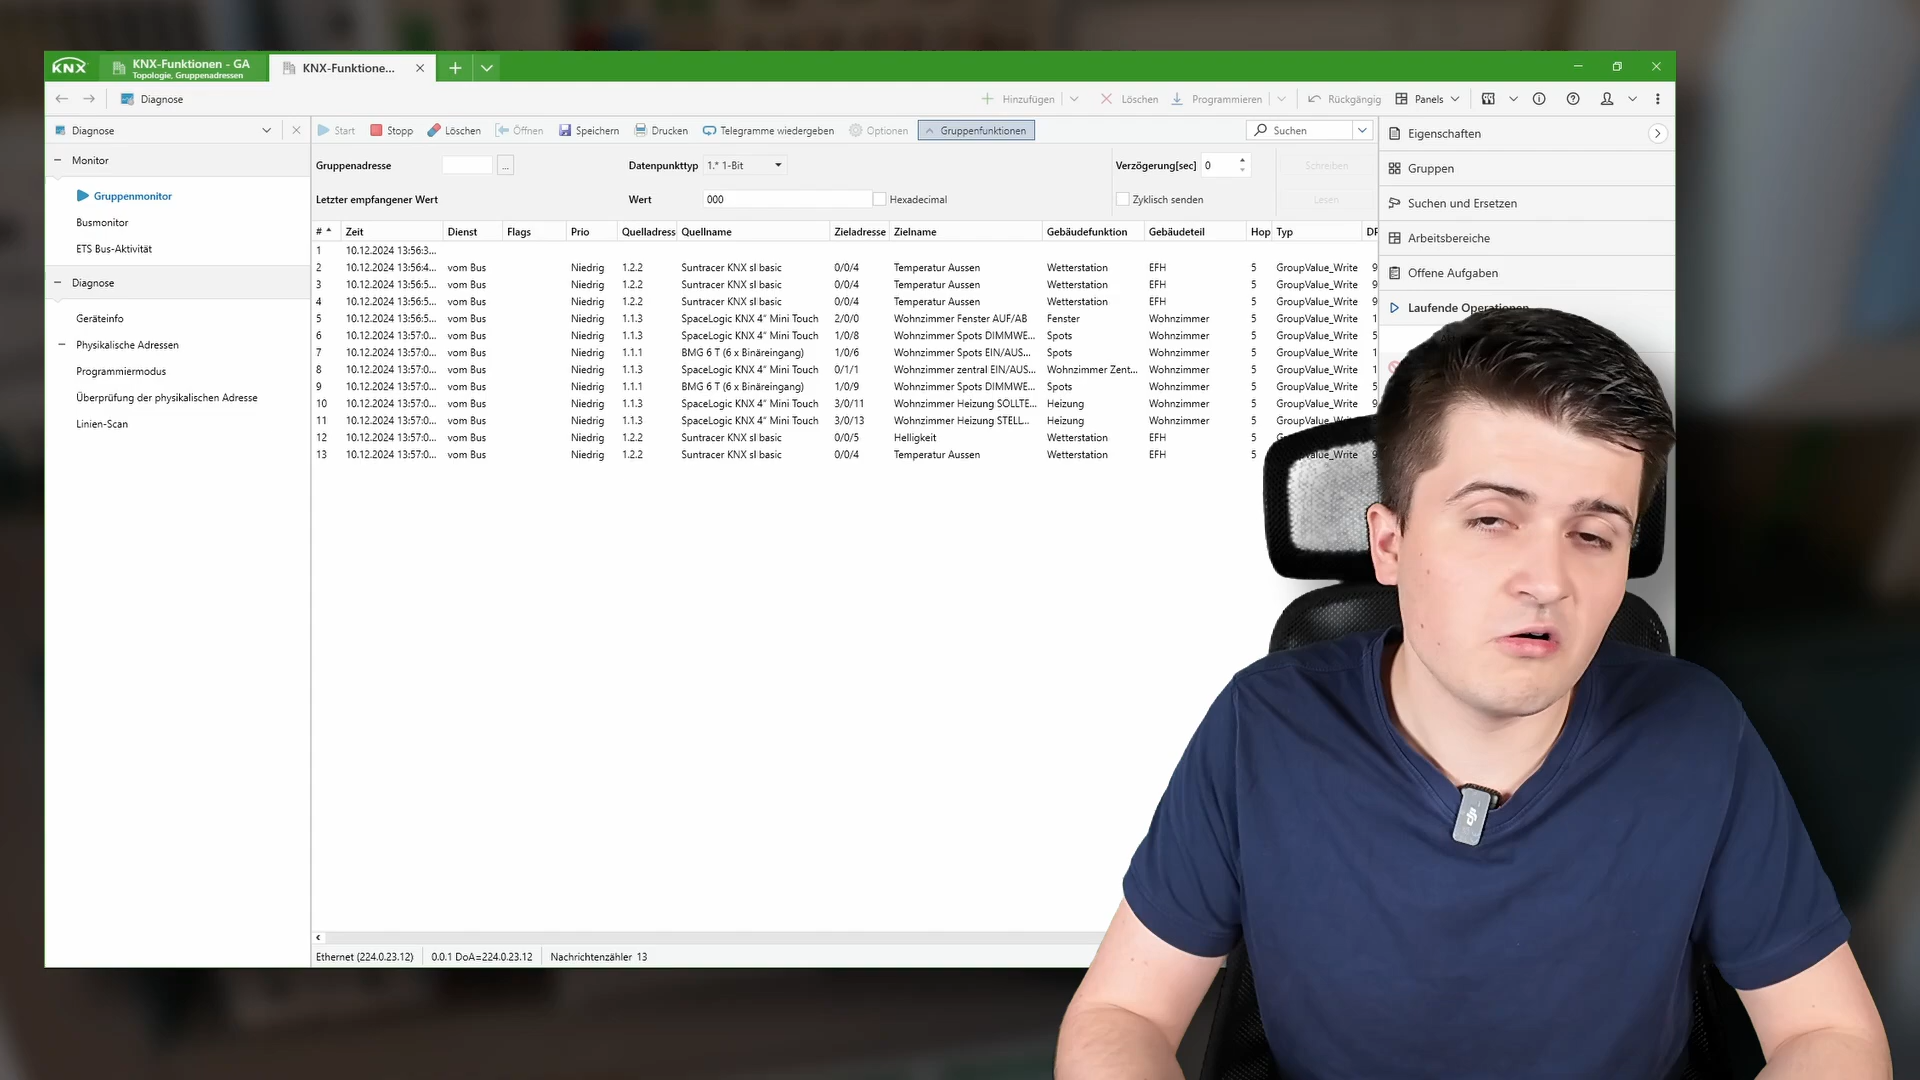 KNX KNX-Funktionen - GA KNX-Funktione...
Topologie, Gruppenadressen
Diagnose Hinzufügen Löschen Programmieren Rückgängig Panels
Diagnose
Monitor
Gruppenmonitor
Busmonitor
ETS Bus-Aktivität
Diagnose
Geräteinfo
Physikalische Adressen
Programmiermodus
Überprüfung der physikalischen Adresse
Linien-Scan
Start Stopp Löschen Öffnen Speichern Drucken Telegramme wiedergeben Optionen Gruppenfunktionen Suchen
Gruppenadresse ... Datenpunkttyp 1.* 1-Bit Verzögerung[sec] 0 Schreiben
Letzter empfangener Wert Wert 000 Hexadecimal Zyklisch senden Lesen
# Zeit Dienst Flags Prio Quelladress Quellname Zieladresse Zielname Gebäudefunktion Gebäudeteil Hop Typ DP
1 10.12.2024 13:56:3...
2 10.12.2024 13:56:4... vom Bus Niedrig 1.2.2 Suntracer KNX sl basic 0/0/4 Temperatur Aussen Wetterstation EFH 5 GroupValue_Write 9
3 10.12.2024 13:56:5... vom Bus Niedrig 1.2.2 Suntracer KNX sl basic 0/0/4 Temperatur Aussen Wetterstation EFH 5 GroupValue_Write 9
4 10.12.2024 13:56:5... vom Bus Niedrig 1.2.2 Suntracer KNX sl basic 0/0/4 Temperatur Aussen Wetterstation EFH 5 GroupValue_Write 9
5 10.12.2024 13:56:5... vom Bus Niedrig 1.1.3 SpaceLogic KNX 4“ Mini Touch 2/0/0 Wohnzimmer Fenster AUF/AB Fenster Wohnzimmer 5 GroupValue_Write 1
6 10.12.2024 13:57:0... vom Bus Niedrig 1.1.3 SpaceLogic KNX 4“ Mini Touch 1/0/8 Wohnzimmer Spots DIMMWE... Spots Wohnzimmer 5 GroupValue_Write 5
7 10.12.2024 13:57:0... vom Bus Niedrig 1.1.1 BMG 6 T (6 x Binäreingang) 1/0/6 Wohnzimmer Spots EIN/AUS... Spots Wohnzimmer 5 GroupValue_Write 1
8 10.12.2024 13:57:0... vom Bus Niedrig 1.1.3 SpaceLogic KNX 4“ Mini Touch 0/1/1 Wohnzimmer zentral EIN/AUS... Wohnzimmer Zent... Wohnzimmer 5 GroupValue_Write 1
9 10.12.2024 13:57:0... vom Bus Niedrig 1.1.1 BMG 6 T (6 x Binäreingang) 1/0/9 Wohnzimmer Spots DIMMWE... Spots Wohnzimmer 5 GroupValue_Write 5
10 10.12.2024 13:57:0... vom Bus Niedrig 1.1.3 SpaceLogic KNX 4“ Mini Touch 3/0/11 Wohnzimmer Heizung SOLLTE... Heizung Wohnzimmer 5 GroupValue_Write 9
11 10.12.2024 13:57:0... vom Bus Niedrig 1.1.3 SpaceLogic KNX 4“ Mini Touch 3/0/13 Wohnzimmer Heizung STELL... Heizung Wohnzimmer 5 GroupValue_Write
12 10.12.2024 13:57:0... vom Bus Niedrig 1.2.2 Suntracer KNX sl basic 0/0/5 Helligkeit Wetterstation EFH 5 GroupValue_Write
13 10.12.2024 13:57:0... vom Bus Niedrig 1.2.2 Suntracer KNX sl basic 0/0/4 Temperatur Aussen Wetterstation EFH 5
Ethernet (224.0.23.12) 0.0.1 DoA=224.0.23.12 Nachrichtenzähler 13
Eigenschaften
Gruppen
Suchen und Ersetzen
Arbeitsbereiche
Offene Aufgaben
Laufende Operationen
dji